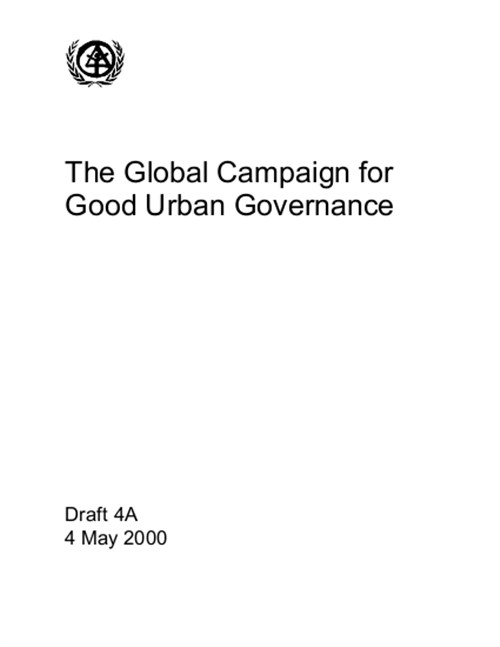 The Global Campaign for
Good Urban Governance
Draft 4A
4 May 2000